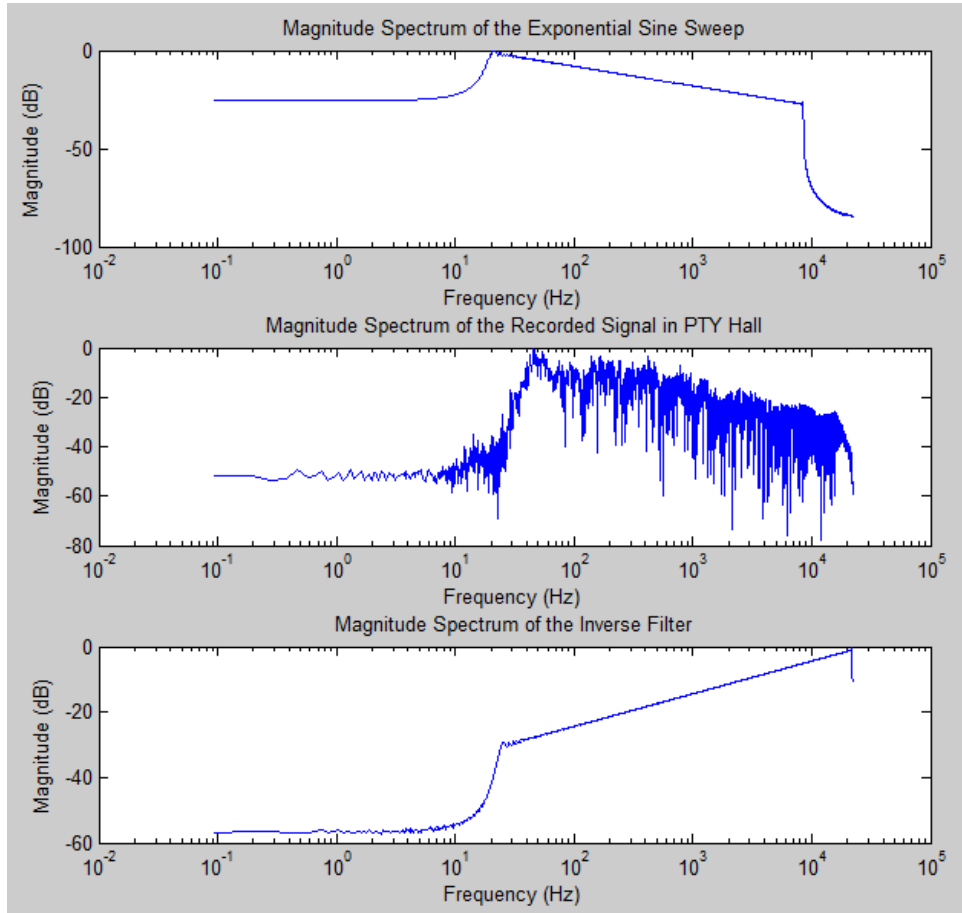 Magnitude Spectrum of the Exponential Sine Sweep
0
-50
-100
Magnitude (dB)
10^-2 10^-1 10^0 10^1 10^2 10^3 10^4 10^5
Frequency (Hz)
Magnitude Spectrum of the Recorded Signal in PTY Hall
0
-20
-40
-60
-80
Magnitude (dB)
10^-2 10^-1 10^0 10^1 10^2 10^3 10^4 10^5
Frequency (Hz)
Magnitude Spectrum of the Inverse Filter
0
-20
-40
-60
Magnitude (dB)
10^-2 10^-1 10^0 10^1 10^2 10^3 10^4 10^5
Frequency (Hz)